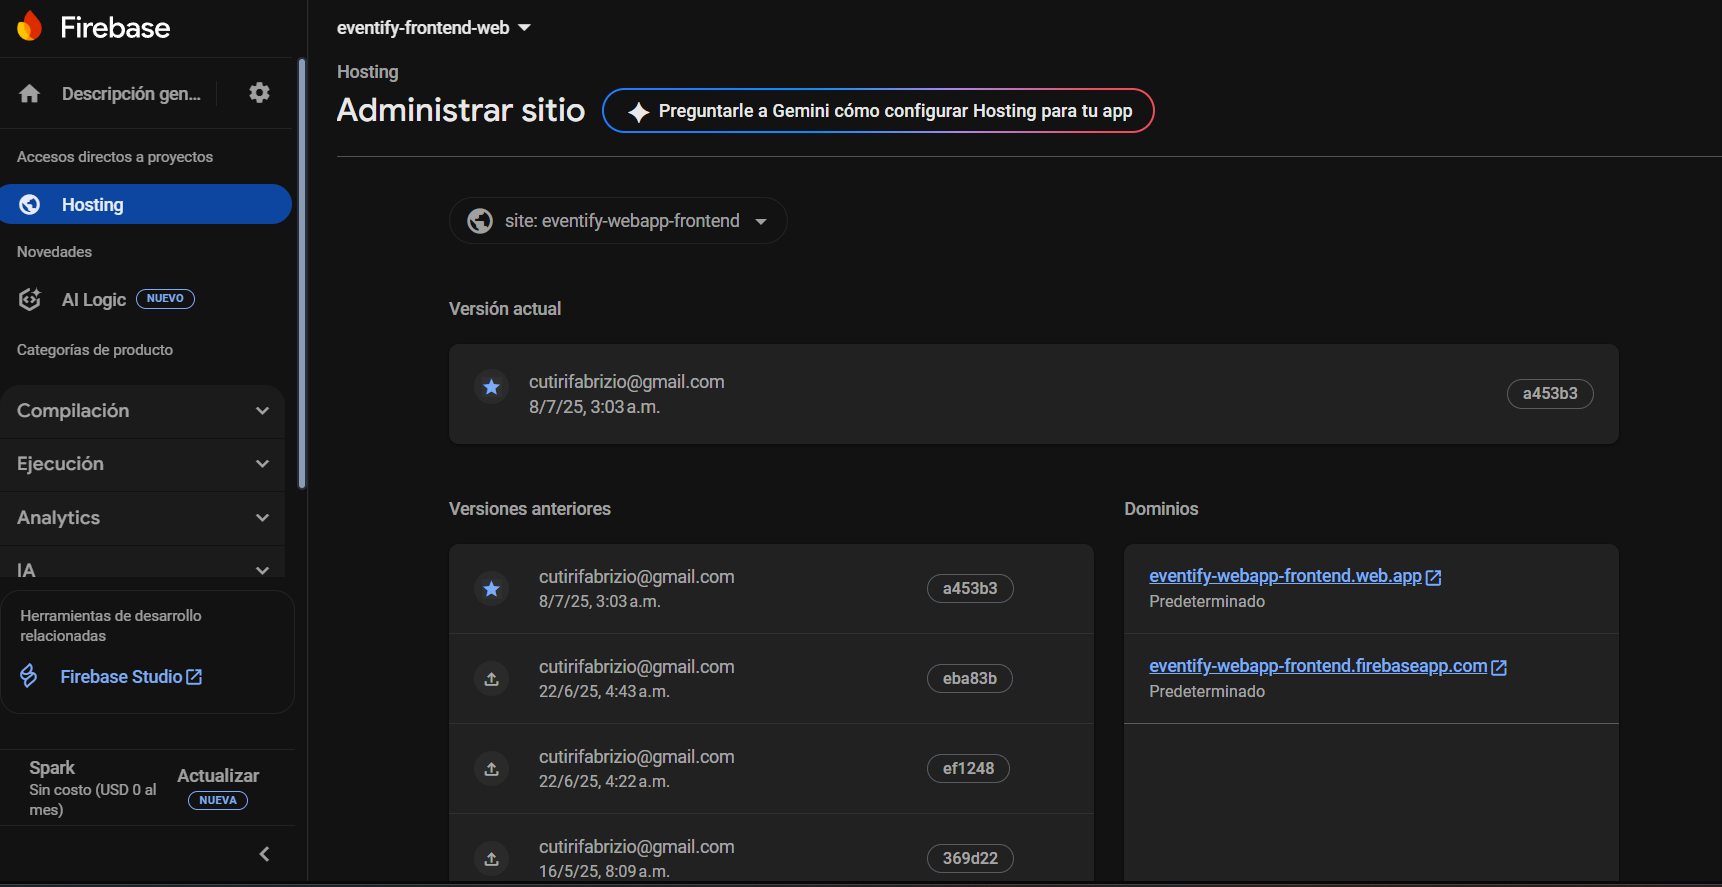 Firebase
Descripción gen...
Accesos directos a proyectos
Hosting
Novedades
AI Logic NUEVO
Categorías de producto
Compilación
Ejecución
Analytics
IA
Herramientas de desarrollo
relacionadas
Firebase Studio
Spark
Sin costo (USD 0 al
mes)
Actualizar
NUEVA
eventify-frontend-web
Hosting
Administrar sitio
Preguntarle a Gemini cómo configurar Hosting para tu app
site: eventify-webapp-frontend
Versión actual
cutirifabrizio@gmail.com
8/7/25, 3:03 a.m.
a453b3
Versiones anteriores
cutirifabrizio@gmail.com
8/7/25, 3:03 a.m.
a453b3
cutirifabrizio@gmail.com
22/6/25, 4:43 a.m.
eba83b
cutirifabrizio@gmail.com
22/6/25, 4:22 a.m.
ef1248
cutirifabrizio@gmail.com
16/5/25, 8:09 a.m.
369d22
Dominios
eventify-webapp-frontend.web.app
Predeterminado
eventify-webapp-frontend.firebaseapp.com
Predeterminado